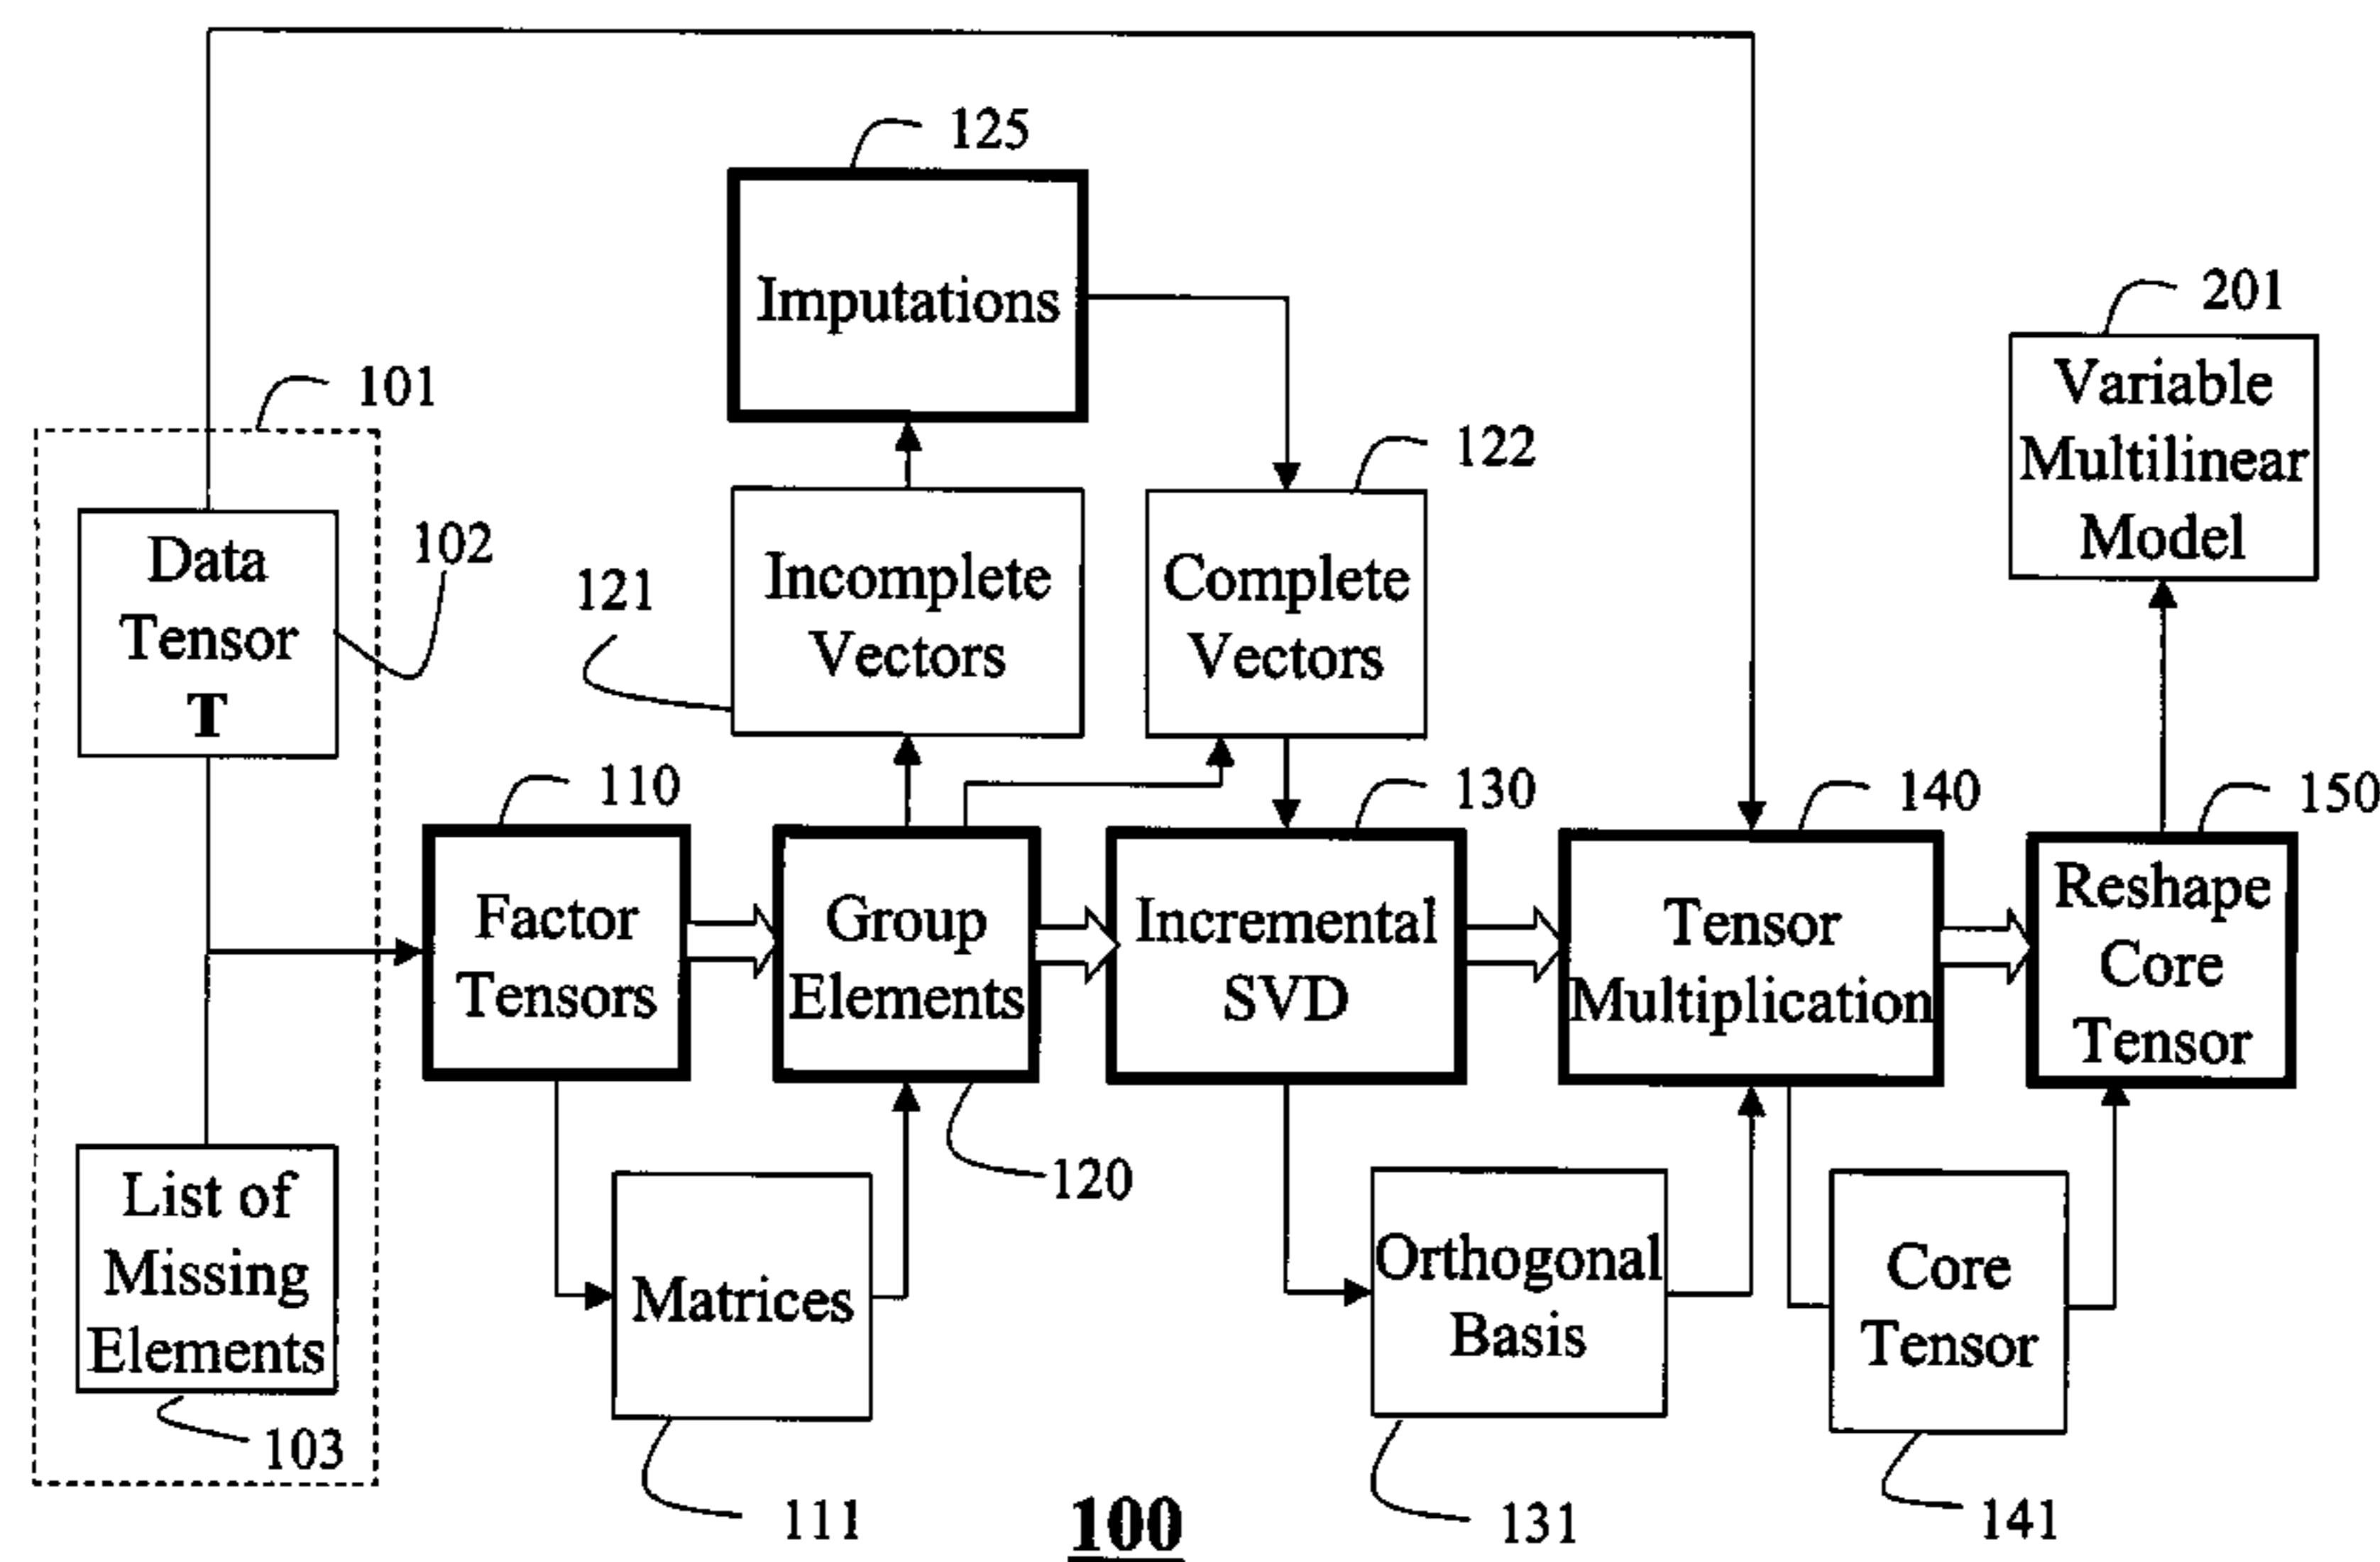 125
Imputations
201
Variable
Multilinear
Model
101
122
Data
Tensor
T
102
121
Incomplete
Vectors
Complete
Vectors
110
130
140
150
Factor
Tensors
Group
Elements
Incremental
SVD
Tensor
Multiplication
Reshape
Core
Tensor
120
List of
Missing
Elements
103
Matrices
111
Orthogonal
Basis
131
Core
Tensor
141
100